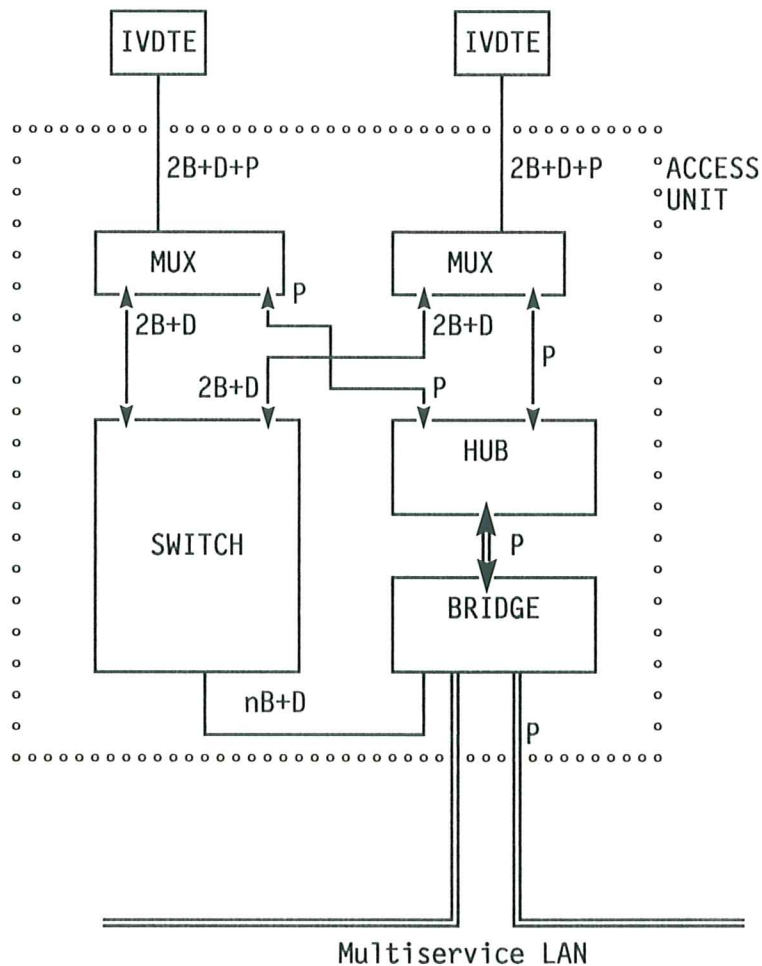 IVDTE
IVDTE
2B+D+P
2B+D+P
ACCESS
UNIT
MUX
MUX
P
2B+D
2B+D
P
2B+D
P
HUB
SWITCH
P
BRIDGE
nB+D
P
Multiservice LAN